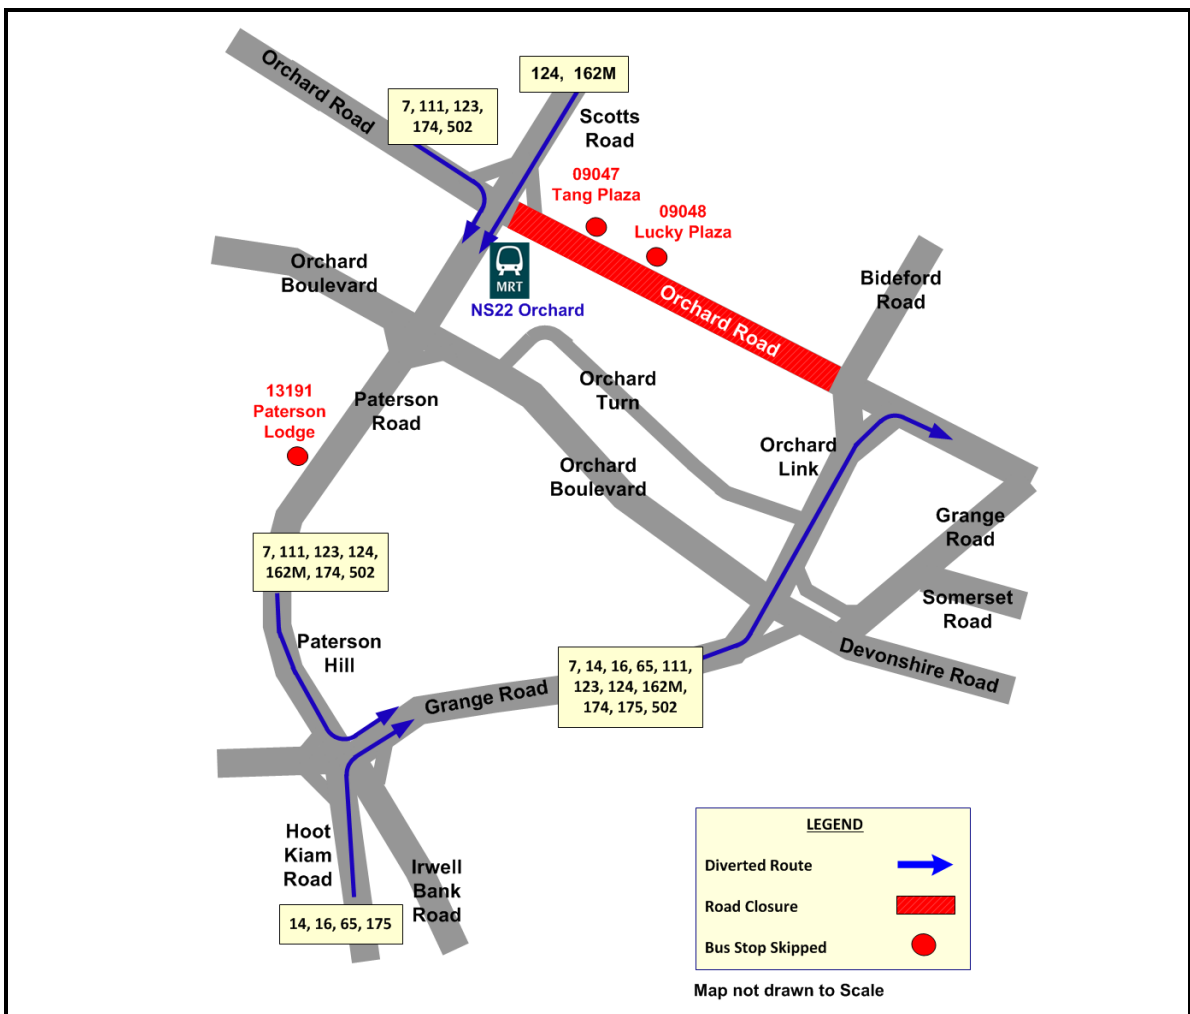 Orchard Road
124, 162M
7, 111, 123,
174, 502
Scotts
Road
09047
Tang Plaza
09048
Lucky Plaza
Orchard
Boulevard
MRT
NS22 Orchard
Bideford
Road
Orchard Road
13191
Paterson
Lodge
Paterson
Road
Orchard
Turn
Orchard
Boulevard
Orchard
Link
Grange
Road
7, 111, 123, 124,
162M, 174, 502
Somerset
Road
Paterson
Hill
Devonshire Road
7, 14, 16, 65, 111,
123, 124, 162M,
174, 175, 502
Grange Road
Hoot
Kiam
Road
Irwell
Bank
Road
14, 16, 65, 175
LEGEND
Diverted Route
Road Closure
Bus Stop Skipped
Map not drawn to Scale